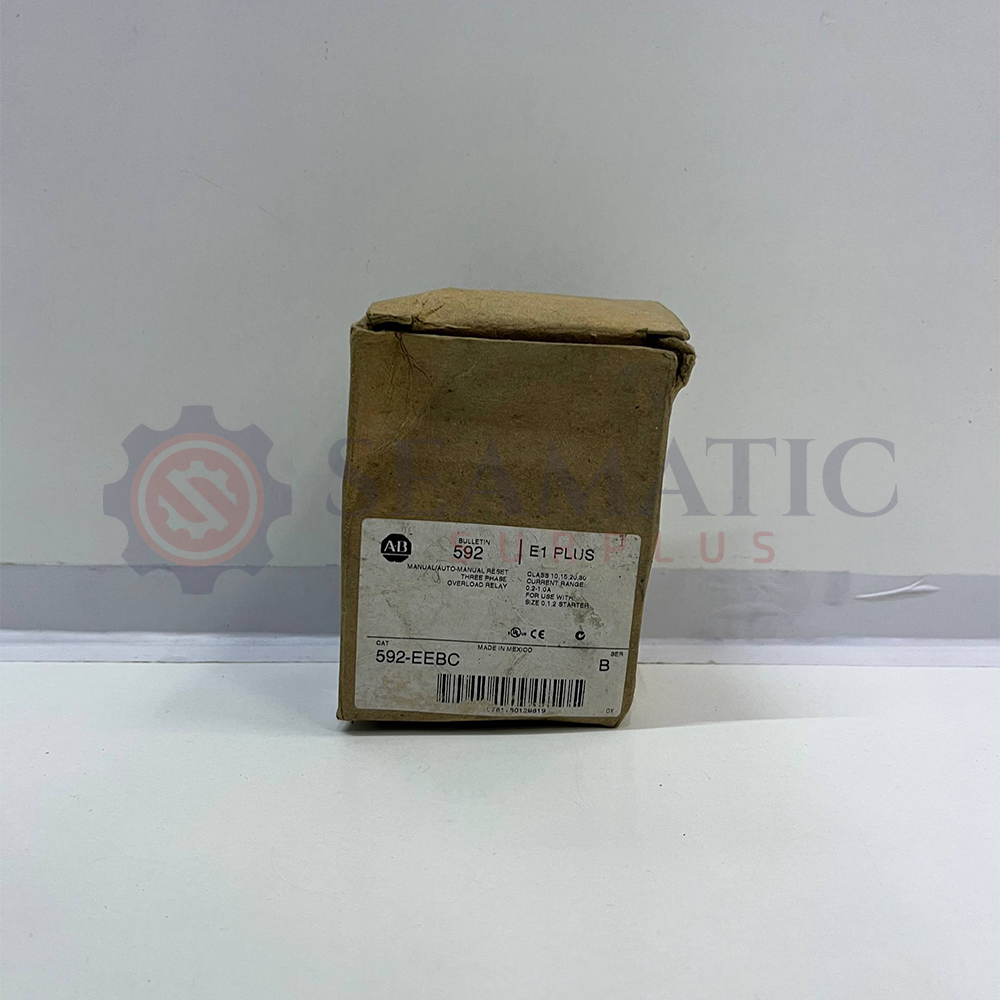 SEAMATIC
SURPLUS
AB
BULLETIN
592
E1 PLUS
MANUAL/AUTO-MANUAL RESET
THREE PHASE
OVERLOAD RELAY
CLASS 10,15,20,30
CURRENT RANGE:
0.2-1.0A
FOR USE WITH:
SIZE 0,1,2 STARTER
UL CE
CAT
MADE IN MEXICO
SER
592-EEBC
B